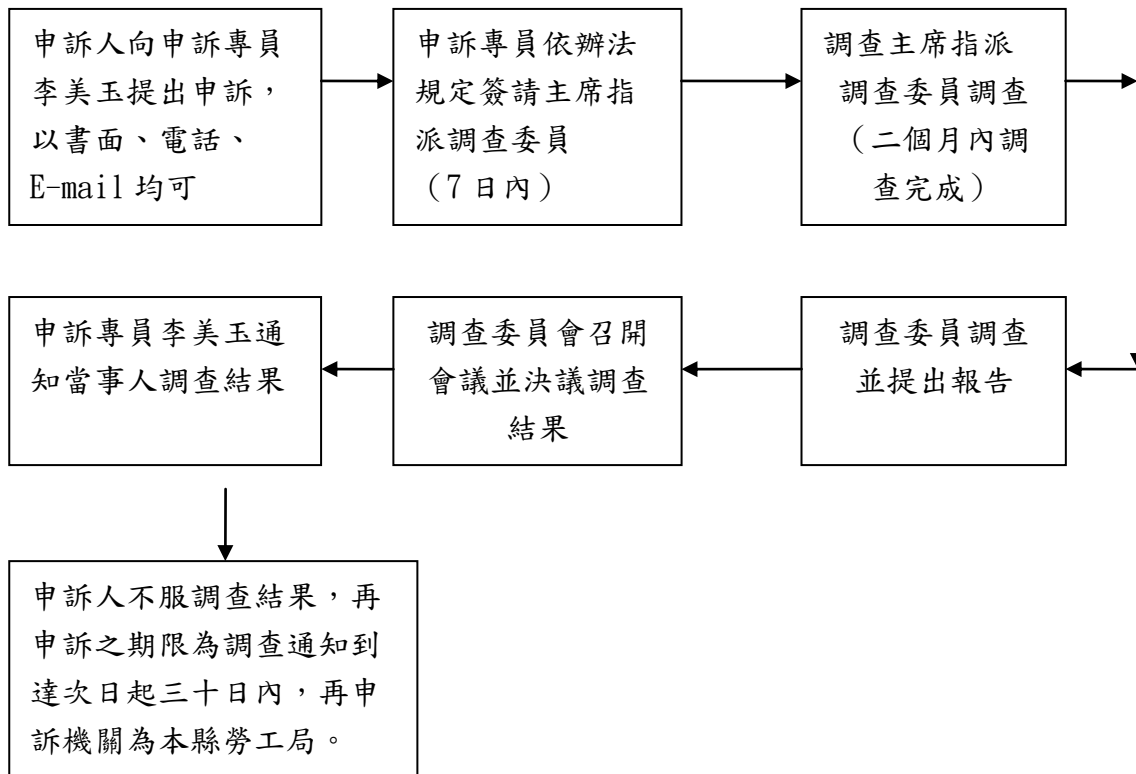 申訴人向申訴專員
李美玉提出申訴，
以書面、電話、
E-mail 均可
申訴專員依辦法
規定簽請主席指
派調查委員
（7 日內）
調查主席指派
調查委員調查
（二個月內調
查完成）
調查委員調查
並提出報告
調查委員會召開
會議並決議調查
結果
申訴專員李美玉通
知當事人調查結果
申訴人不服調查結果，再
申訴之期限為調查通知到
達次日起三十日內，再申
訴機關為本縣勞工局。